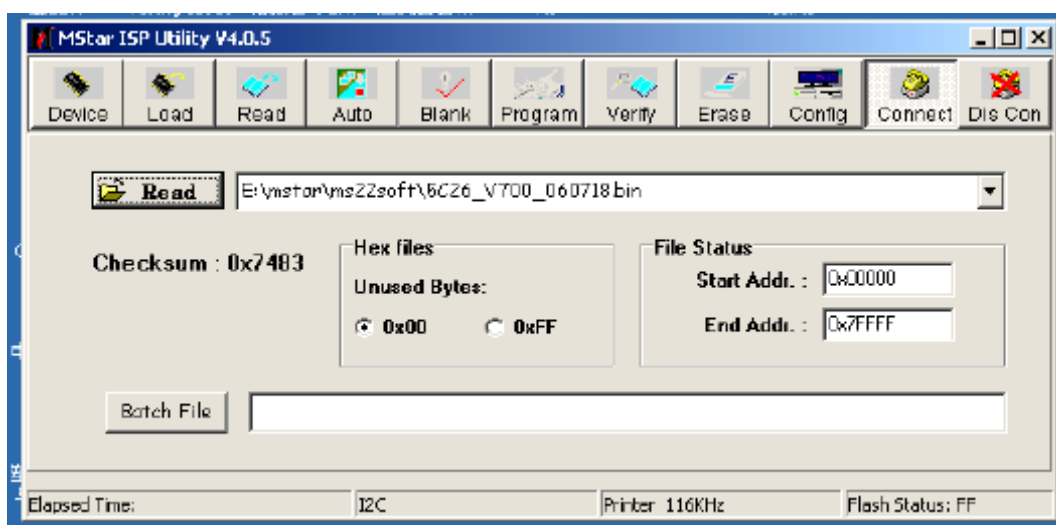 MStar ISP Utility V4.0.5
Device Load Read Auto Blank Program Verify Erase Config Connect Dis Con
Read E:\mstar\ms22soft\6C26_V700_060718.bin
Checksum : 0x7483
Hex files
Unused Bytes:
0x00 0xFF
File Status
Start Addr. : 0x00000
End Addr. : 0x7FFFF
Batch File
Elapsed Time: I2C Printer 116KHz Flash Status: FF